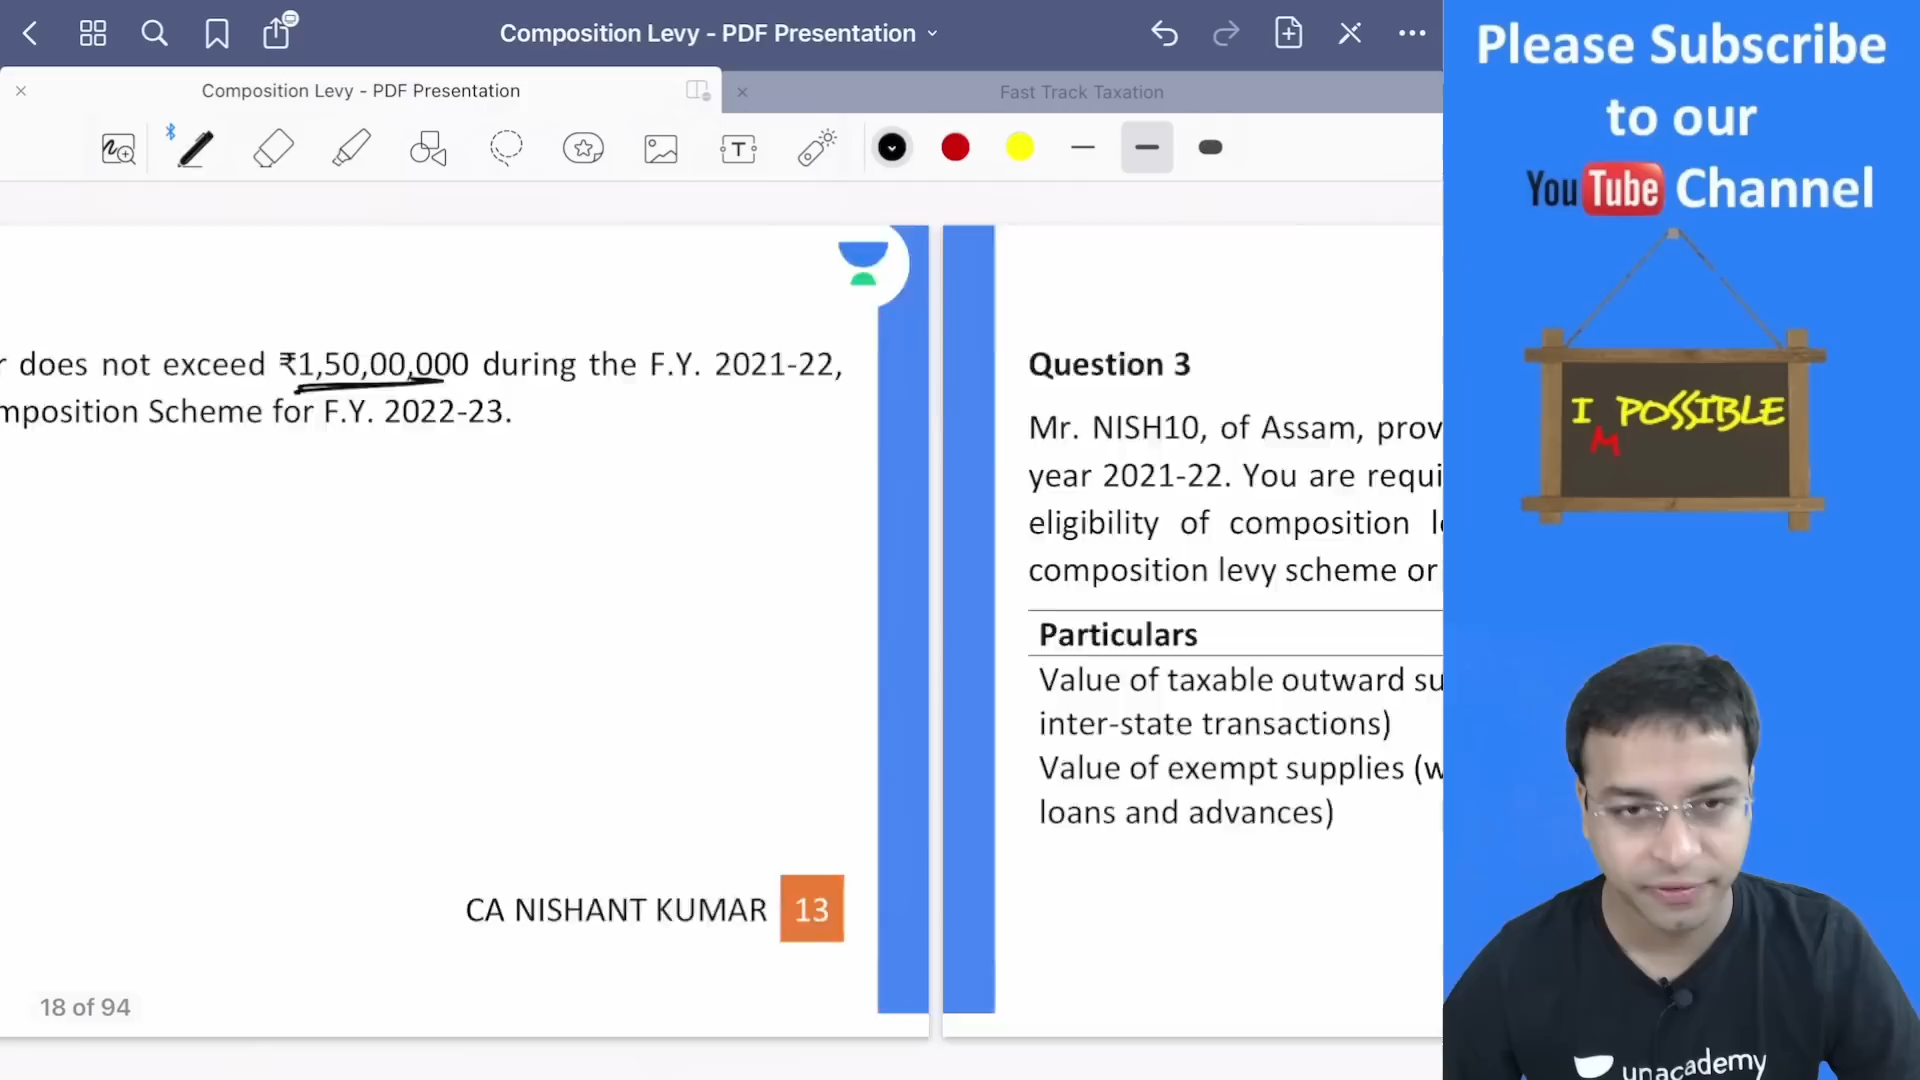 Composition Levy - PDF Presentation
Composition Levy - PDF Presentation
Fast Track Taxation
T
r does not exceed ₹1,50,00,000 during the F.Y. 2021-22,
mposition Scheme for F.Y. 2022-23.
CA NISHANT KUMAR 13
18 of 94
Question 3
Mr. NISH10, of Assam, prov
year 2021-22. You are requi
eligibility of composition l
composition levy scheme or
Particulars
Value of taxable outward su
inter-state transactions)
Value of exempt supplies (w
loans and advances)
Please Subscribe
to our
YouTube Channel
I POSSIBLE
M
unacademy